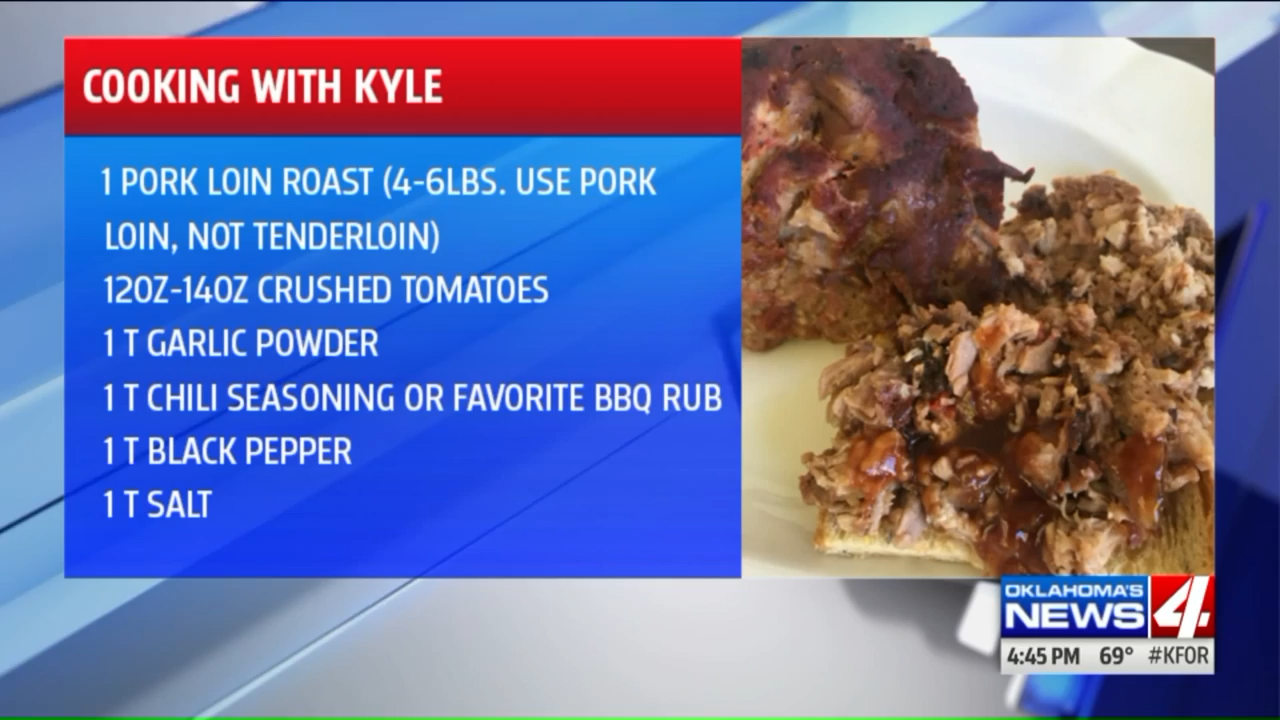 COOKING WITH KYLE
1 PORK LOIN ROAST (4-6LBS. USE PORK
LOIN, NOT TENDERLOIN)
12OZ-14OZ CRUSHED TOMATOES
1 T GARLIC POWDER
1 T CHILI SEASONING OR FAVORITE BBQ RUB
1 T BLACK PEPPER
1 T SALT
OKLAHOMA'S
NEWS 4
4:45 PM 69° #KFOR